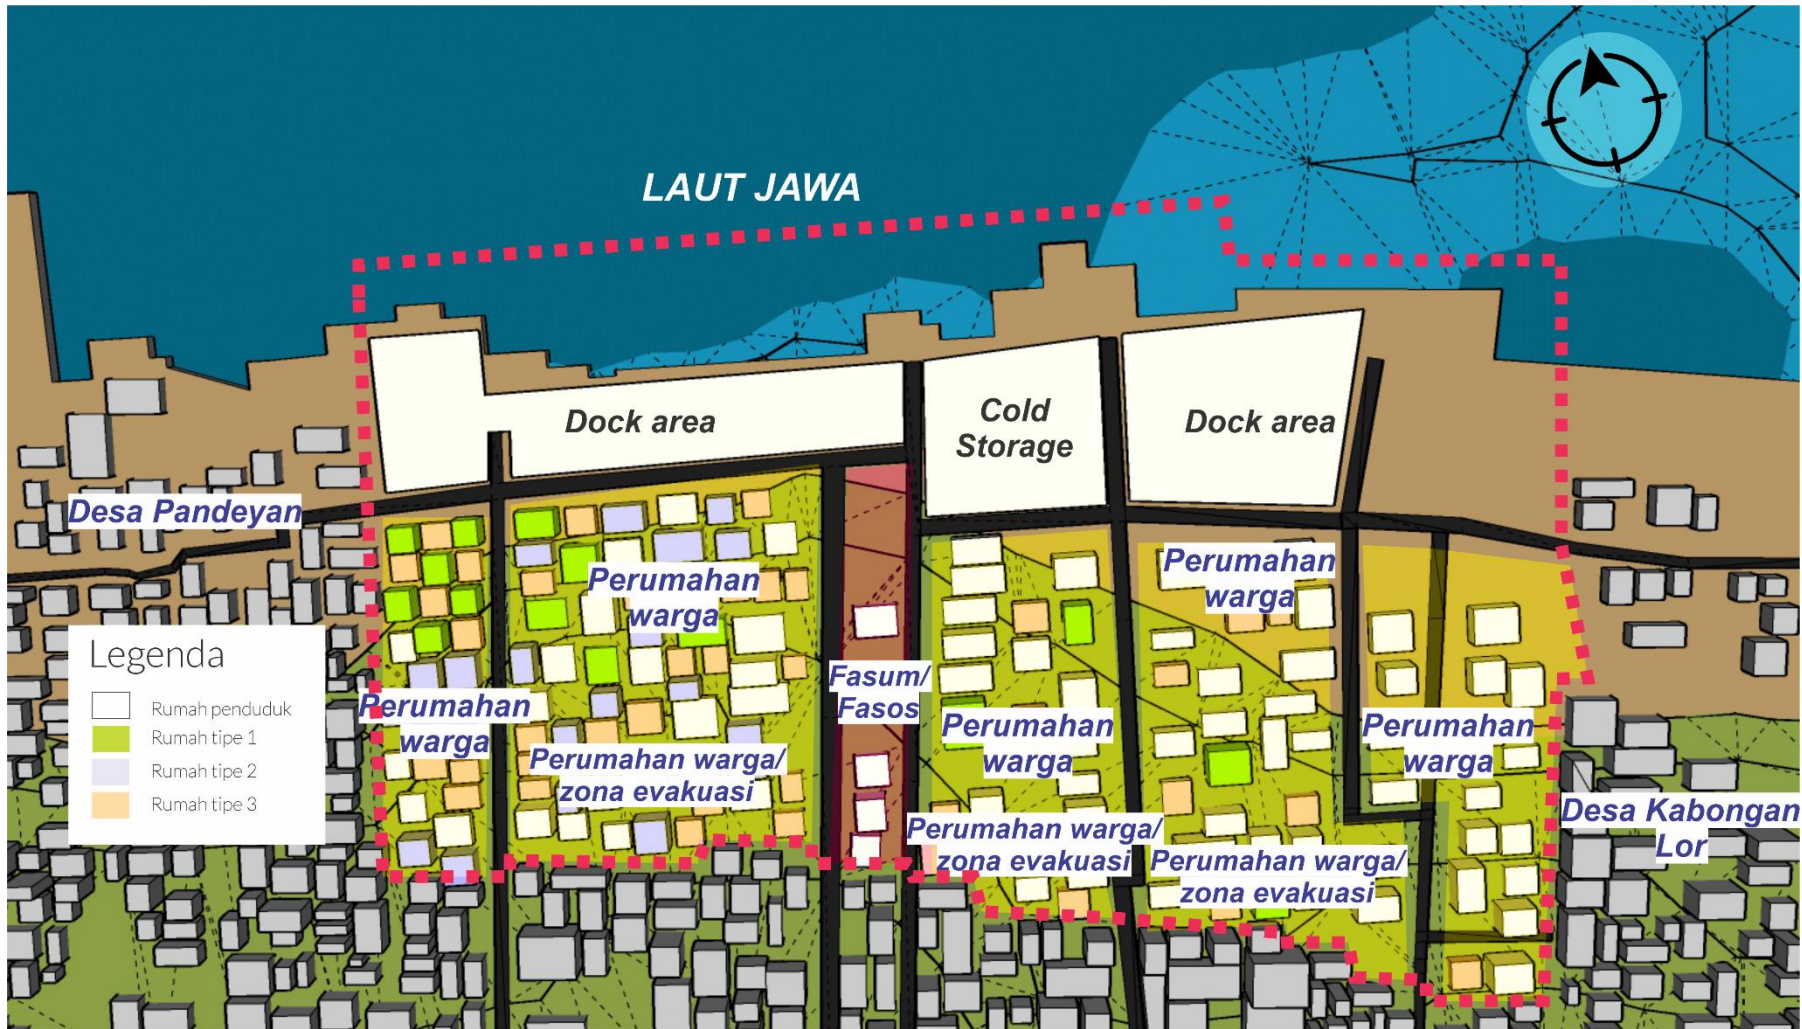 LAUT JAWA
Dock area
Cold
Storage
Dock area
Desa Pandeyan
Perumahan
warga
Perumahan
warga
Legenda
Rumah penduduk
Rumah tipe 1
Rumah tipe 2
Rumah tipe 3
Perumahan
warga
Fasum/
Fasos
Perumahan
warga
Perumahan
warga
Perumahan warga/
zona evakuasi
Perumahan warga/
zona evakuasi
Perumahan warga/
zona evakuasi
Desa Kabongan
Lor